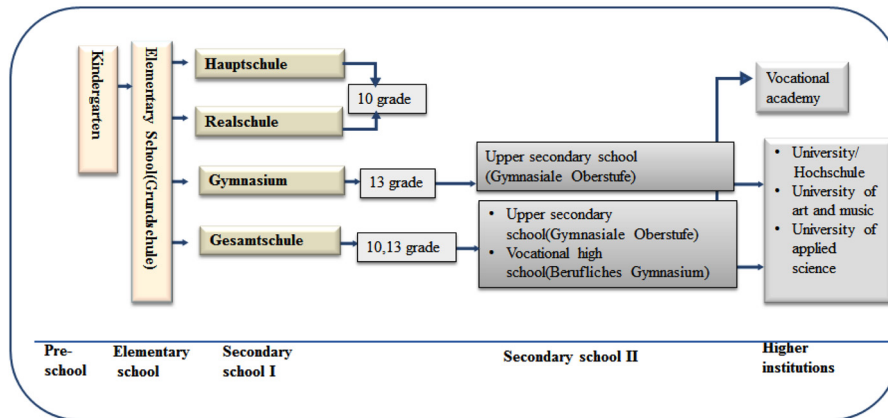 Kindergarten
Elementary School(Grundschule)
Hauptschule
Realschule
10 grade
Gymnasium
13 grade
Gesamtschule
10,13 grade
Upper secondary school
(Gymnasiale Oberstufe)
• Upper secondary
school(Gymnasiale Oberstufe)
• Vocational high
school(Berufliches Gymnasium)
Vocational
academy
• University/
Hochschule
• University of
art and music
• University of
applied
science
Pre-
school
Elementary
school
Secondary
school I
Secondary school II
Higher
institutions